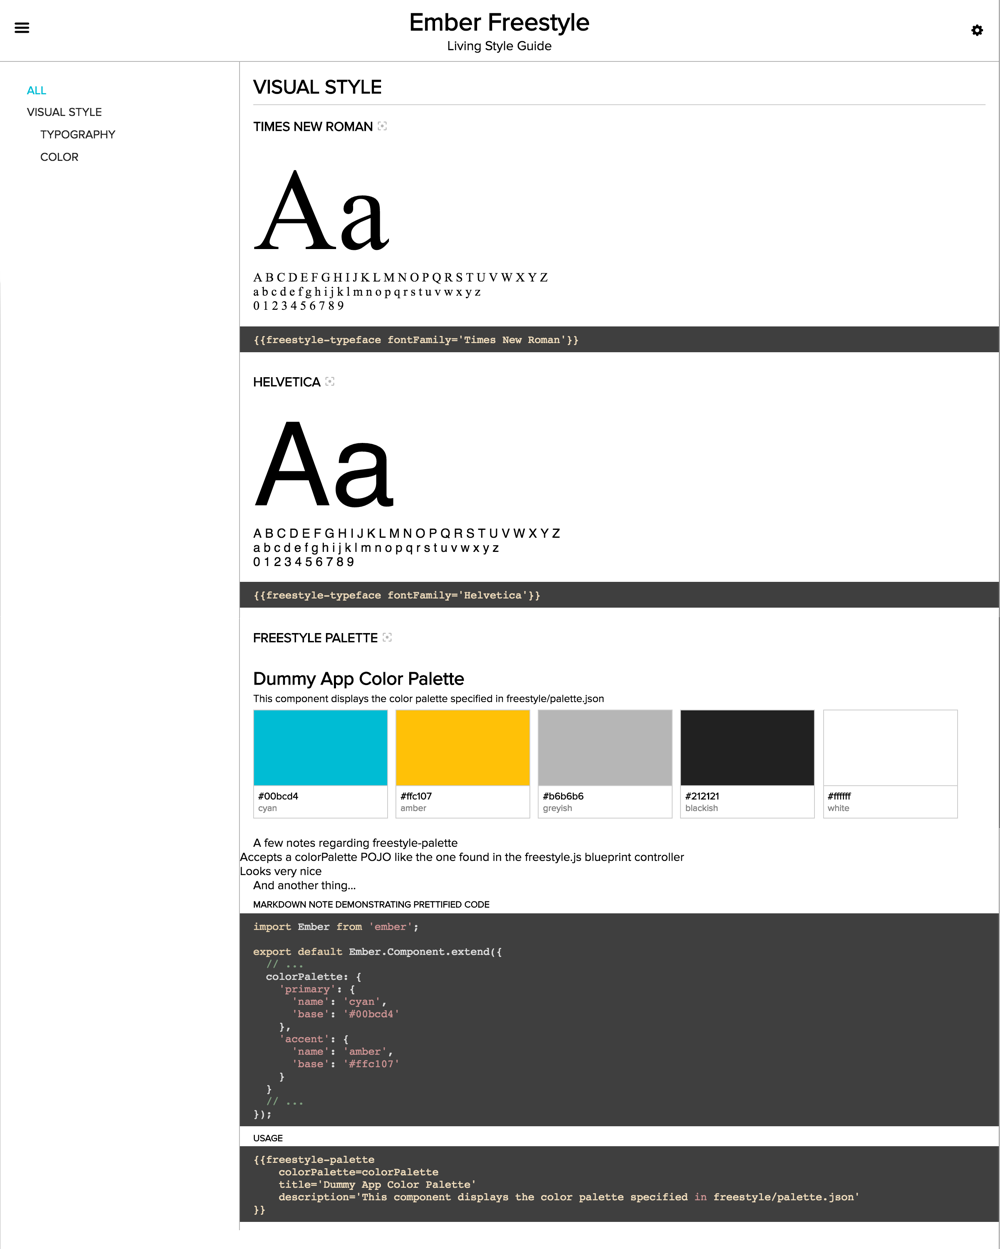 Ember Freestyle
Living Style Guide
ALL
VISUAL STYLE
TYPOGRAPHY
COLOR
VISUAL STYLE
TIMES NEW ROMAN
Aa
A B C D E F G H I J K L M N O P Q R S T U V W X Y Z
a b c d e f g h i j k l m n o p q r s t u v w x y z
0 1 2 3 4 5 6 7 8 9
{{freestyle-typeface fontFamily='Times New Roman'}}
HELVETICA
Aa
A B C D E F G H I J K L M N O P Q R S T U V W X Y Z
a b c d e f g h i j k l m n o p q r s t u v w x y z
0 1 2 3 4 5 6 7 8 9
{{freestyle-typeface fontFamily='Helvetica'}}
FREESTYLE PALETTE
Dummy App Color Palette
This component displays the color palette specified in freestyle/palette.json
#00bcd4
cyan
#ffc107
amber
#b6b6b6
greyish
#212121
blackish
#ffffff
white
A few notes regarding freestyle-palette
Accepts a colorPalette POJO like the one found in the freestyle.js blueprint controller
Looks very nice
And another thing...
MARKDOWN NOTE DEMONSTRATING PRETTIFIED CODE
import Ember from 'ember';
export default Ember.Component.extend({
  // ...
  colorPalette: {
    'primary': {
      'name': 'cyan',
      'base': '#00bcd4'
    },
    'accent': {
      'name': 'amber',
      'base': '#ffc107'
    }
  }
  // ...
});
USAGE
{{freestyle-palette
    colorPalette=colorPalette
    title='Dummy App Color Palette'
    description='This component displays the color palette specified in freestyle/palette.json'
}}